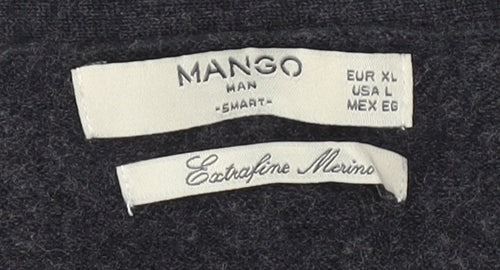 MANGO
MAN
-SMART-
EUR XL
USA L
MEX EG
Extrafine Merino